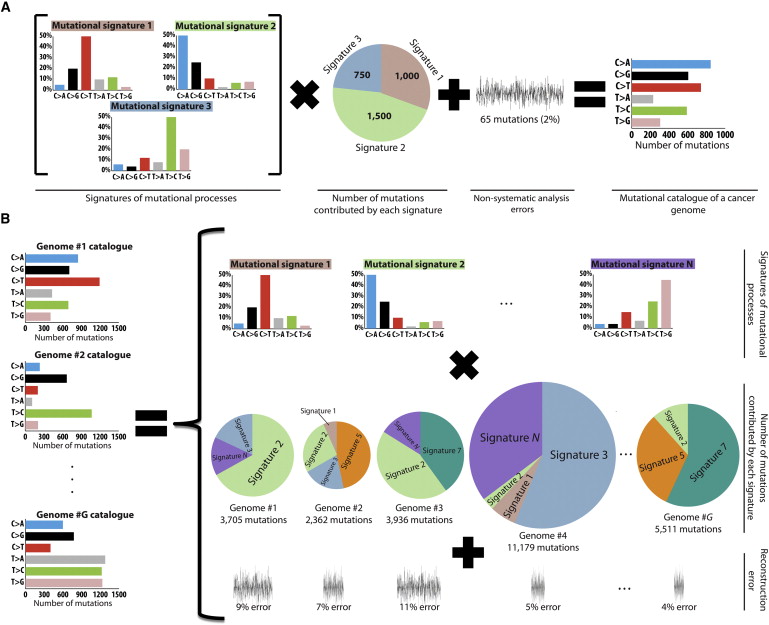 A
Mutational signature 1
Mutational signature 2
50%
40%
30%
20%
10%
0%
C>A C>G C>T T>A T>C T>G
50%
40%
30%
20%
10%
0%
C>A C>G C>T T>A T>C T>G
Mutational signature 3
50%
40%
30%
20%
10%
0%
C>A C>G C>T T>A T>C T>G
Signature 3
Signature 1
750
1,000
1,500
Signature 2
65 mutations (2%)
C>A
C>G
C>T
T>A
T>C
T>G
0 200 400 600 800 1000
Number of mutations
Signatures of mutational processes
Number of mutations
contributed by each signature
Non-systematic analysis
errors
Mutational catalogue of a cancer
genome
B
Genome #1 catalogue
C>A
C>G
C>T
T>A
T>C
T>G
0 300 600 900 1200 1500
Number of mutations
Genome #2 catalogue
C>A
C>G
C>T
T>A
T>C
T>G
0 300 600 900 1200 1500
Number of mutations
Genome #G catalogue
C>A
C>G
C>T
T>A
T>C
T>G
0 300 600 900 1200 1500
Number of mutations
Mutational signature 1
50%
40%
30%
20%
10%
0%
C>A C>G C>T T>A T>C T>G
Mutational signature 2
50%
40%
30%
20%
10%
0%
C>A C>G C>T T>A T>C T>G
...
Mutational signature N
50%
40%
30%
20%
10%
0%
C>A C>G C>T T>A T>C T>G
Signatures of mutational
processes
Signature 3
Signature N
Signature 2
Genome #1
3,705 mutations
Signature 1
Signature 2
Signature 5
Genome #2
2,362 mutations
Signature N
Signature 7
Signature 2
Genome #3
3,936 mutations
Signature N
Signature 3
Signature 2
Signature 1
Genome #4
11,179 mutations
...
Signature 2
Signature 5
Signature 7
Genome #G
5,511 mutations
Number of mutations
contributed by each signature
9% error
7% error
11% error
5% error
...
4% error
Reconstruction
error